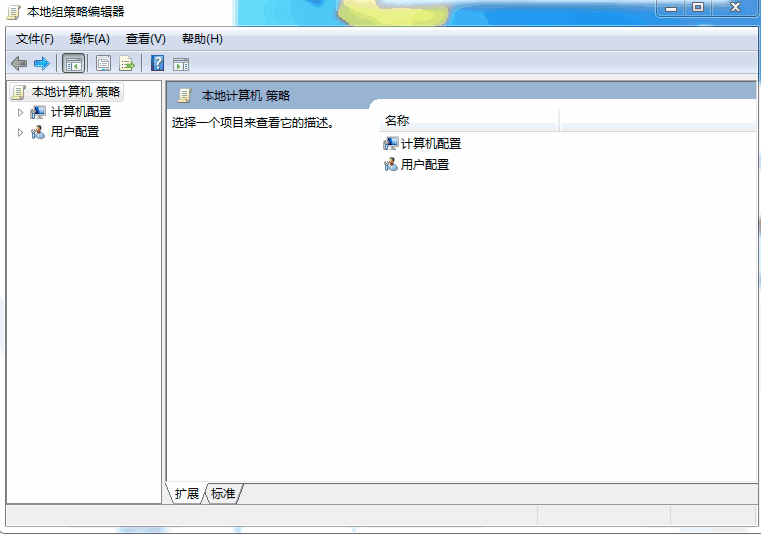 本地组策略编辑器
文件(F) 操作(A) 查看(V) 帮助(H)
本地计算机 策略
计算机配置
用户配置
本地计算机 策略
选择一个项目来查看它的描述。
名称
计算机配置
用户配置
扩展 标准